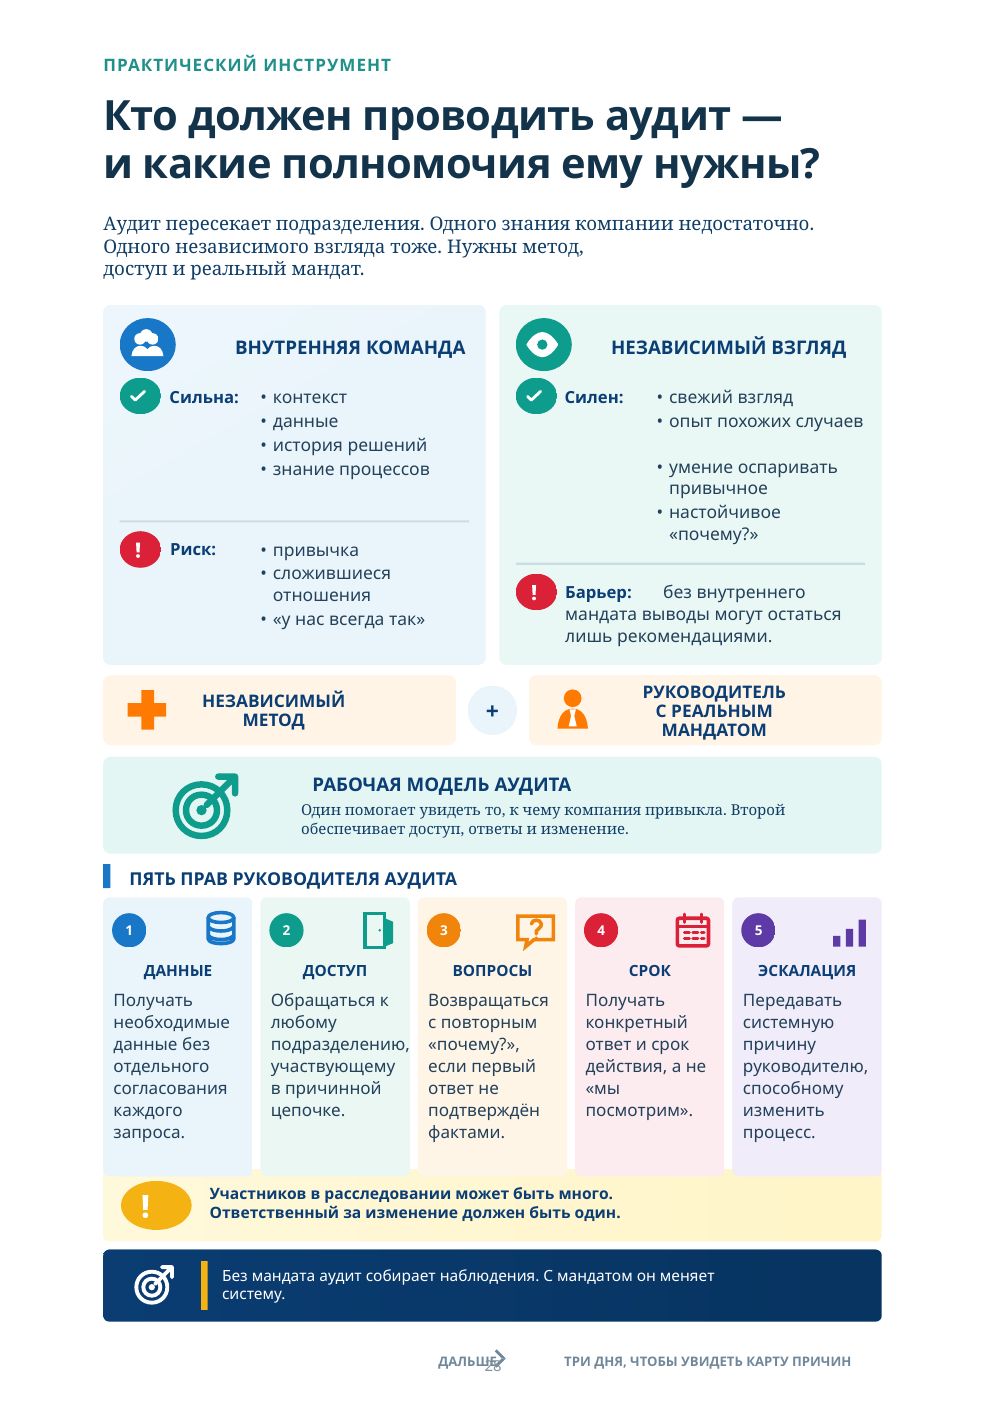 ПРАКТИЧЕСКИЙ ИНСТРУМЕНТ
Кто должен проводить аудит —
и какие полномочия ему нужны?
Аудит пересекает подразделения. Одного знания компании недостаточно.
Одного независимого взгляда тоже. Нужны метод,
доступ и реальный мандат.
ВНУТРЕННЯЯ КОМАНДА
Сильна:
• контекст
• данные
• история решений
• знание процессов
Риск:
• привычка
• сложившиеся
отношения
• «у нас всегда так»
НЕЗАВИСИМЫЙ ВЗГЛЯД
Силен:
• свежий взгляд
• опыт похожих случаев
• умение оспаривать
привычное
• настойчивое
«почему?»
Барьер: без внутреннего
мандата выводы могут остаться
лишь рекомендациями.
НЕЗАВИСИМЫЙ
МЕТОД
+
РУКОВОДИТЕЛЬ
С РЕАЛЬНЫМ
МАНДАТОМ
РАБОЧАЯ МОДЕЛЬ АУДИТА
Один помогает увидеть то, к чему компания привыкла. Второй
обеспечивает доступ, ответы и изменение.
ПЯТЬ ПРАВ РУКОВОДИТЕЛЯ АУДИТА
1
ДАННЫЕ
Получать
необходимые
данные без
отдельного
согласования
каждого
запроса.
2
ДОСТУП
Обращаться к
любому
подразделению,
участвующему
в причинной
цепочке.
3
ВОПРОСЫ
Возвращаться
с повторным
«почему?»,
если первый
ответ не
подтверждён
фактами.
4
СРОК
Получать
конкретный
ответ и срок
действия, а не
«мы
посмотрим».
5
ЭСКАЛАЦИЯ
Передавать
системную
причину
руководителю,
способному
изменить
процесс.
Участников в расследовании может быть много.
Ответственный за изменение должен быть один.
Без мандата аудит собирает наблюдения. С мандатом он меняет
систему.
ДАЛЬШЕ
28
ТРИ ДНЯ, ЧТОБЫ УВИДЕТЬ КАРТУ ПРИЧИН